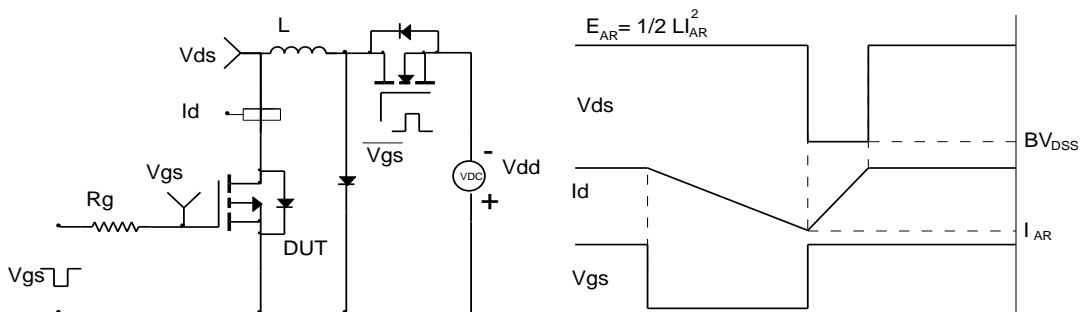 L
Vds
Id
Vgs
Vgs
Rg
Vgs
DUT
-
VDC
+
Vdd
E_AR= 1/2 LI_AR^2
Vds
BV_DSS
Id
I_AR
Vgs